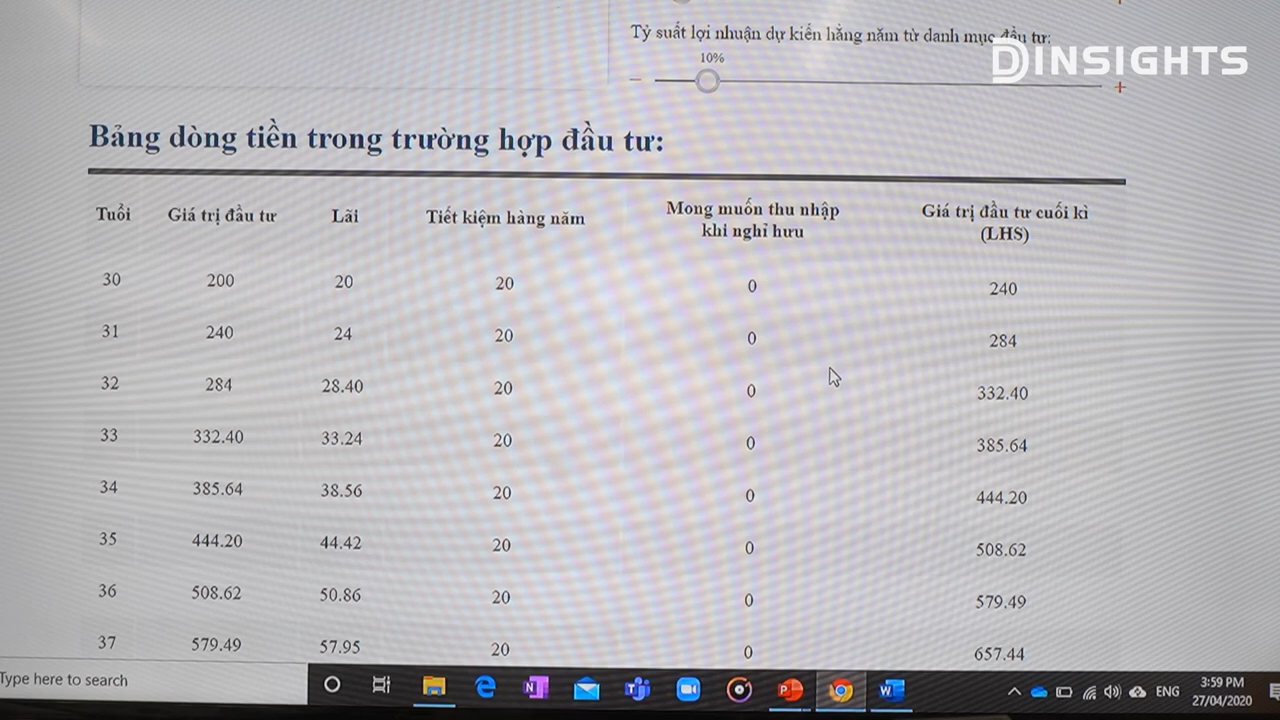 Tỷ suất lợi nhuận dự kiến hằng năm từ danh mục đầu tư:
DINSIGHTS
10%
Bảng dòng tiền trong trường hợp đầu tư:
Tuổi Giá trị đầu tư Lãi Tiết kiệm hàng năm Mong muốn thu nhập khi nghỉ hưu Giá trị đầu tư cuối kì (LHS)
30 200 20 20 0 240
31 240 24 20 0 284
32 284 28.40 20 0 332.40
33 332.40 33.24 20 0 385.64
34 385.64 38.56 20 0 444.20
35 444.20 44.42 20 0 508.62
36 508.62 50.86 20 0 579.49
37 579.49 57.95 20 0 657.44
Type here to search
ENG
3:59 PM
27/04/2020